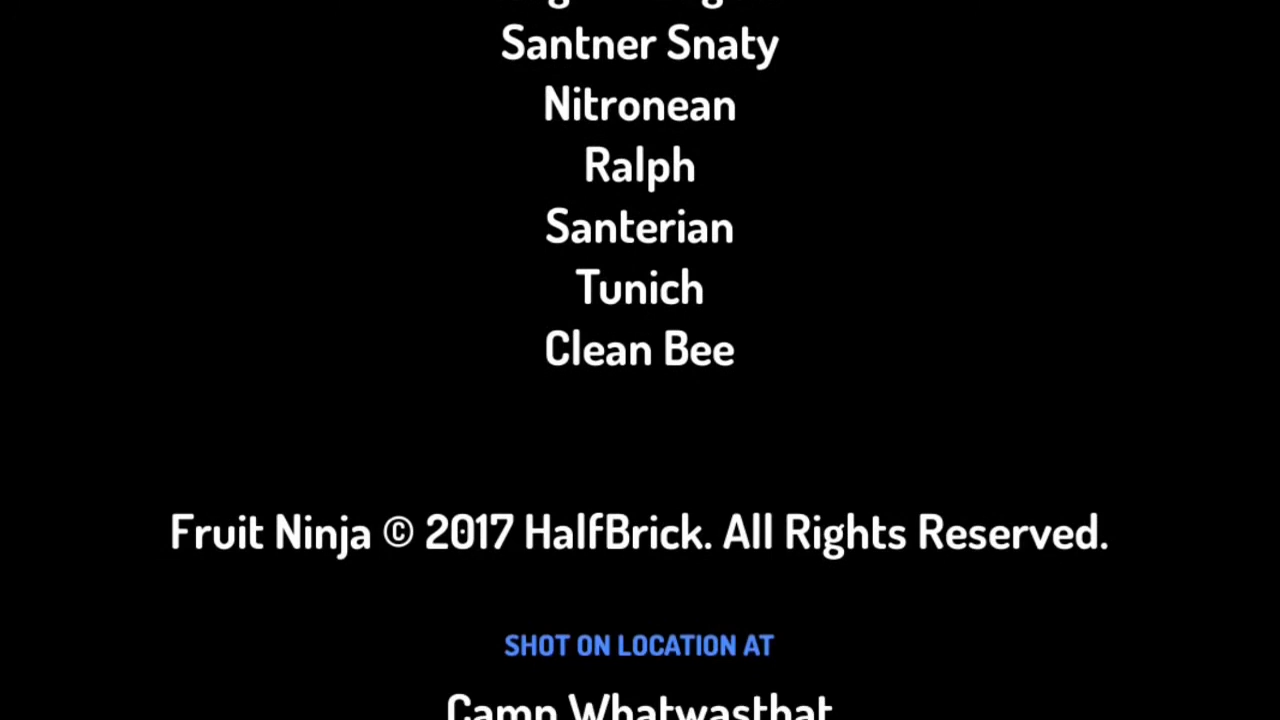 Santner Snaty
Nitronean
Ralph
Santerian
Tunich
Clean Bee
Fruit Ninja © 2017 HalfBrick. All Rights Reserved.
SHOT ON LOCATION AT
Camp Whatwasthat